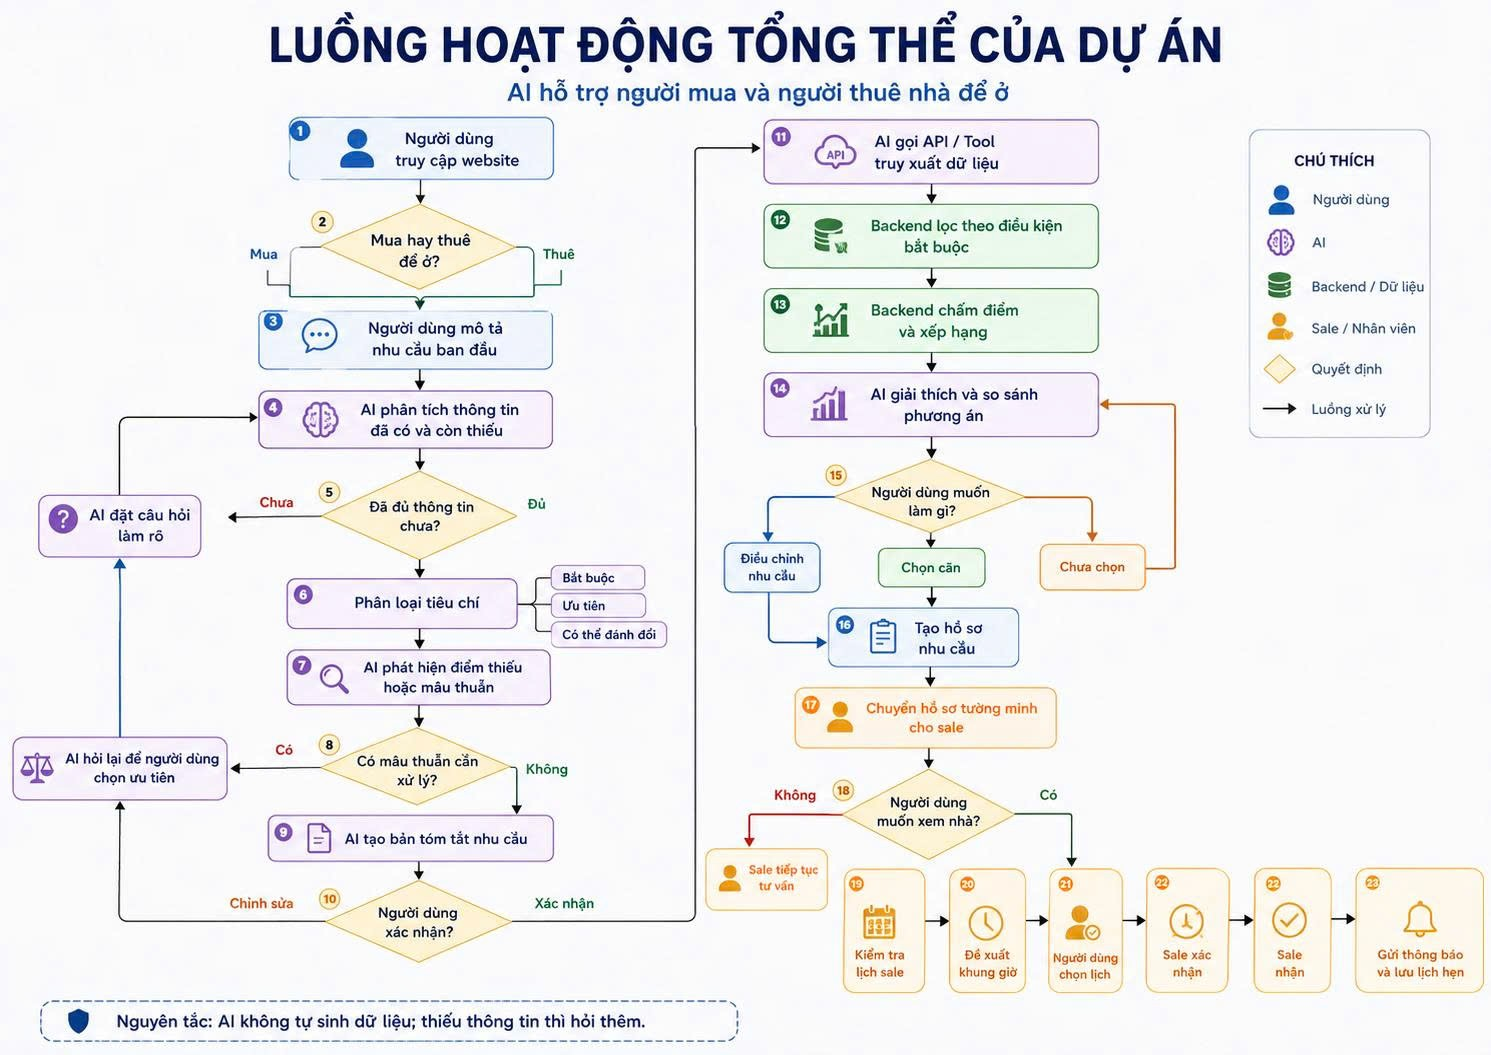 LUỒNG HOẠT ĐỘNG TỔNG THỂ CỦA DỰ ÁN
AI hỗ trợ người mua và người thuê nhà để ở
1
Người dùng
truy cập website
2
Mua hay thuê
để ở?
Mua
Thuê
3
Người dùng mô tả
nhu cầu ban đầu
4
AI phân tích thông tin
đã có và còn thiếu
5
Đã đủ thông tin
chưa?
Chưa
Đủ
?
AI đặt câu hỏi
làm rõ
6
Phân loại tiêu chí
Bắt buộc
Ưu tiên
Có thể đánh đổi
7
AI phát hiện điểm thiếu
hoặc mâu thuẫn
8
Có mâu thuẫn cần
xử lý?
Có
Không
AI hỏi lại để người dùng
chọn ưu tiên
9
AI tạo bản tóm tắt nhu cầu
10
Người dùng
xác nhận?
Chỉnh sửa
Xác nhận
11
API
AI gọi API / Tool
truy xuất dữ liệu
12
Backend lọc theo điều kiện
bắt buộc
13
Backend chấm điểm
và xếp hạng
14
AI giải thích và so sánh
phương án
15
Người dùng muốn
làm gì?
Điều chỉnh
nhu cầu
Chọn căn
Chưa chọn
16
Tạo hồ sơ
nhu cầu
17
Chuyển hồ sơ tường minh
cho sale
18
Người dùng
muốn xem nhà?
Không
Có
Sale tiếp tục
tư vấn
19
Kiểm tra
lịch sale
20
Đề xuất
khung giờ
21
Người dùng
chọn lịch
22
Sale xác
nhận
22
Sale
nhận
23
Gửi thông báo
và lưu lịch hẹn
CHÚ THÍCH
Người dùng
AI
Backend / Dữ liệu
Sale / Nhân viên
Quyết định
Luồng xử lý
Nguyên tắc: AI không tự sinh dữ liệu; thiếu thông tin thì hỏi thêm.